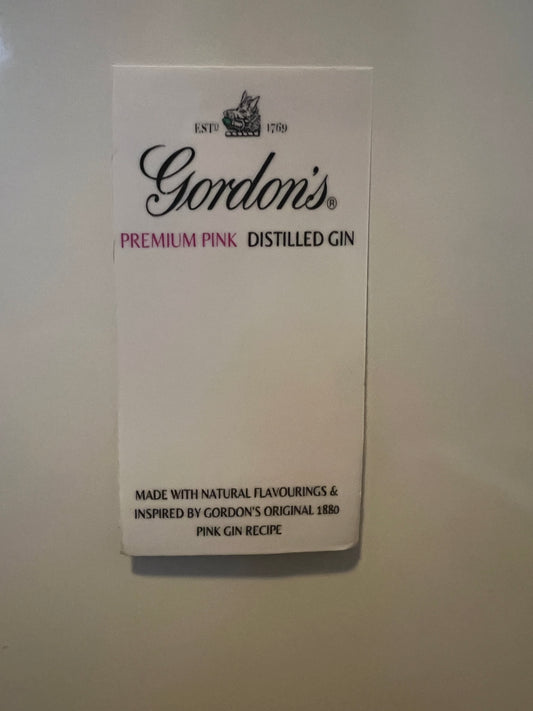 ESTD 1769
Gordon's®
PREMIUM PINK DISTILLED GIN
MADE WITH NATURAL FLAVOURINGS &
INSPIRED BY GORDON'S ORIGINAL 1880
PINK GIN RECIPE